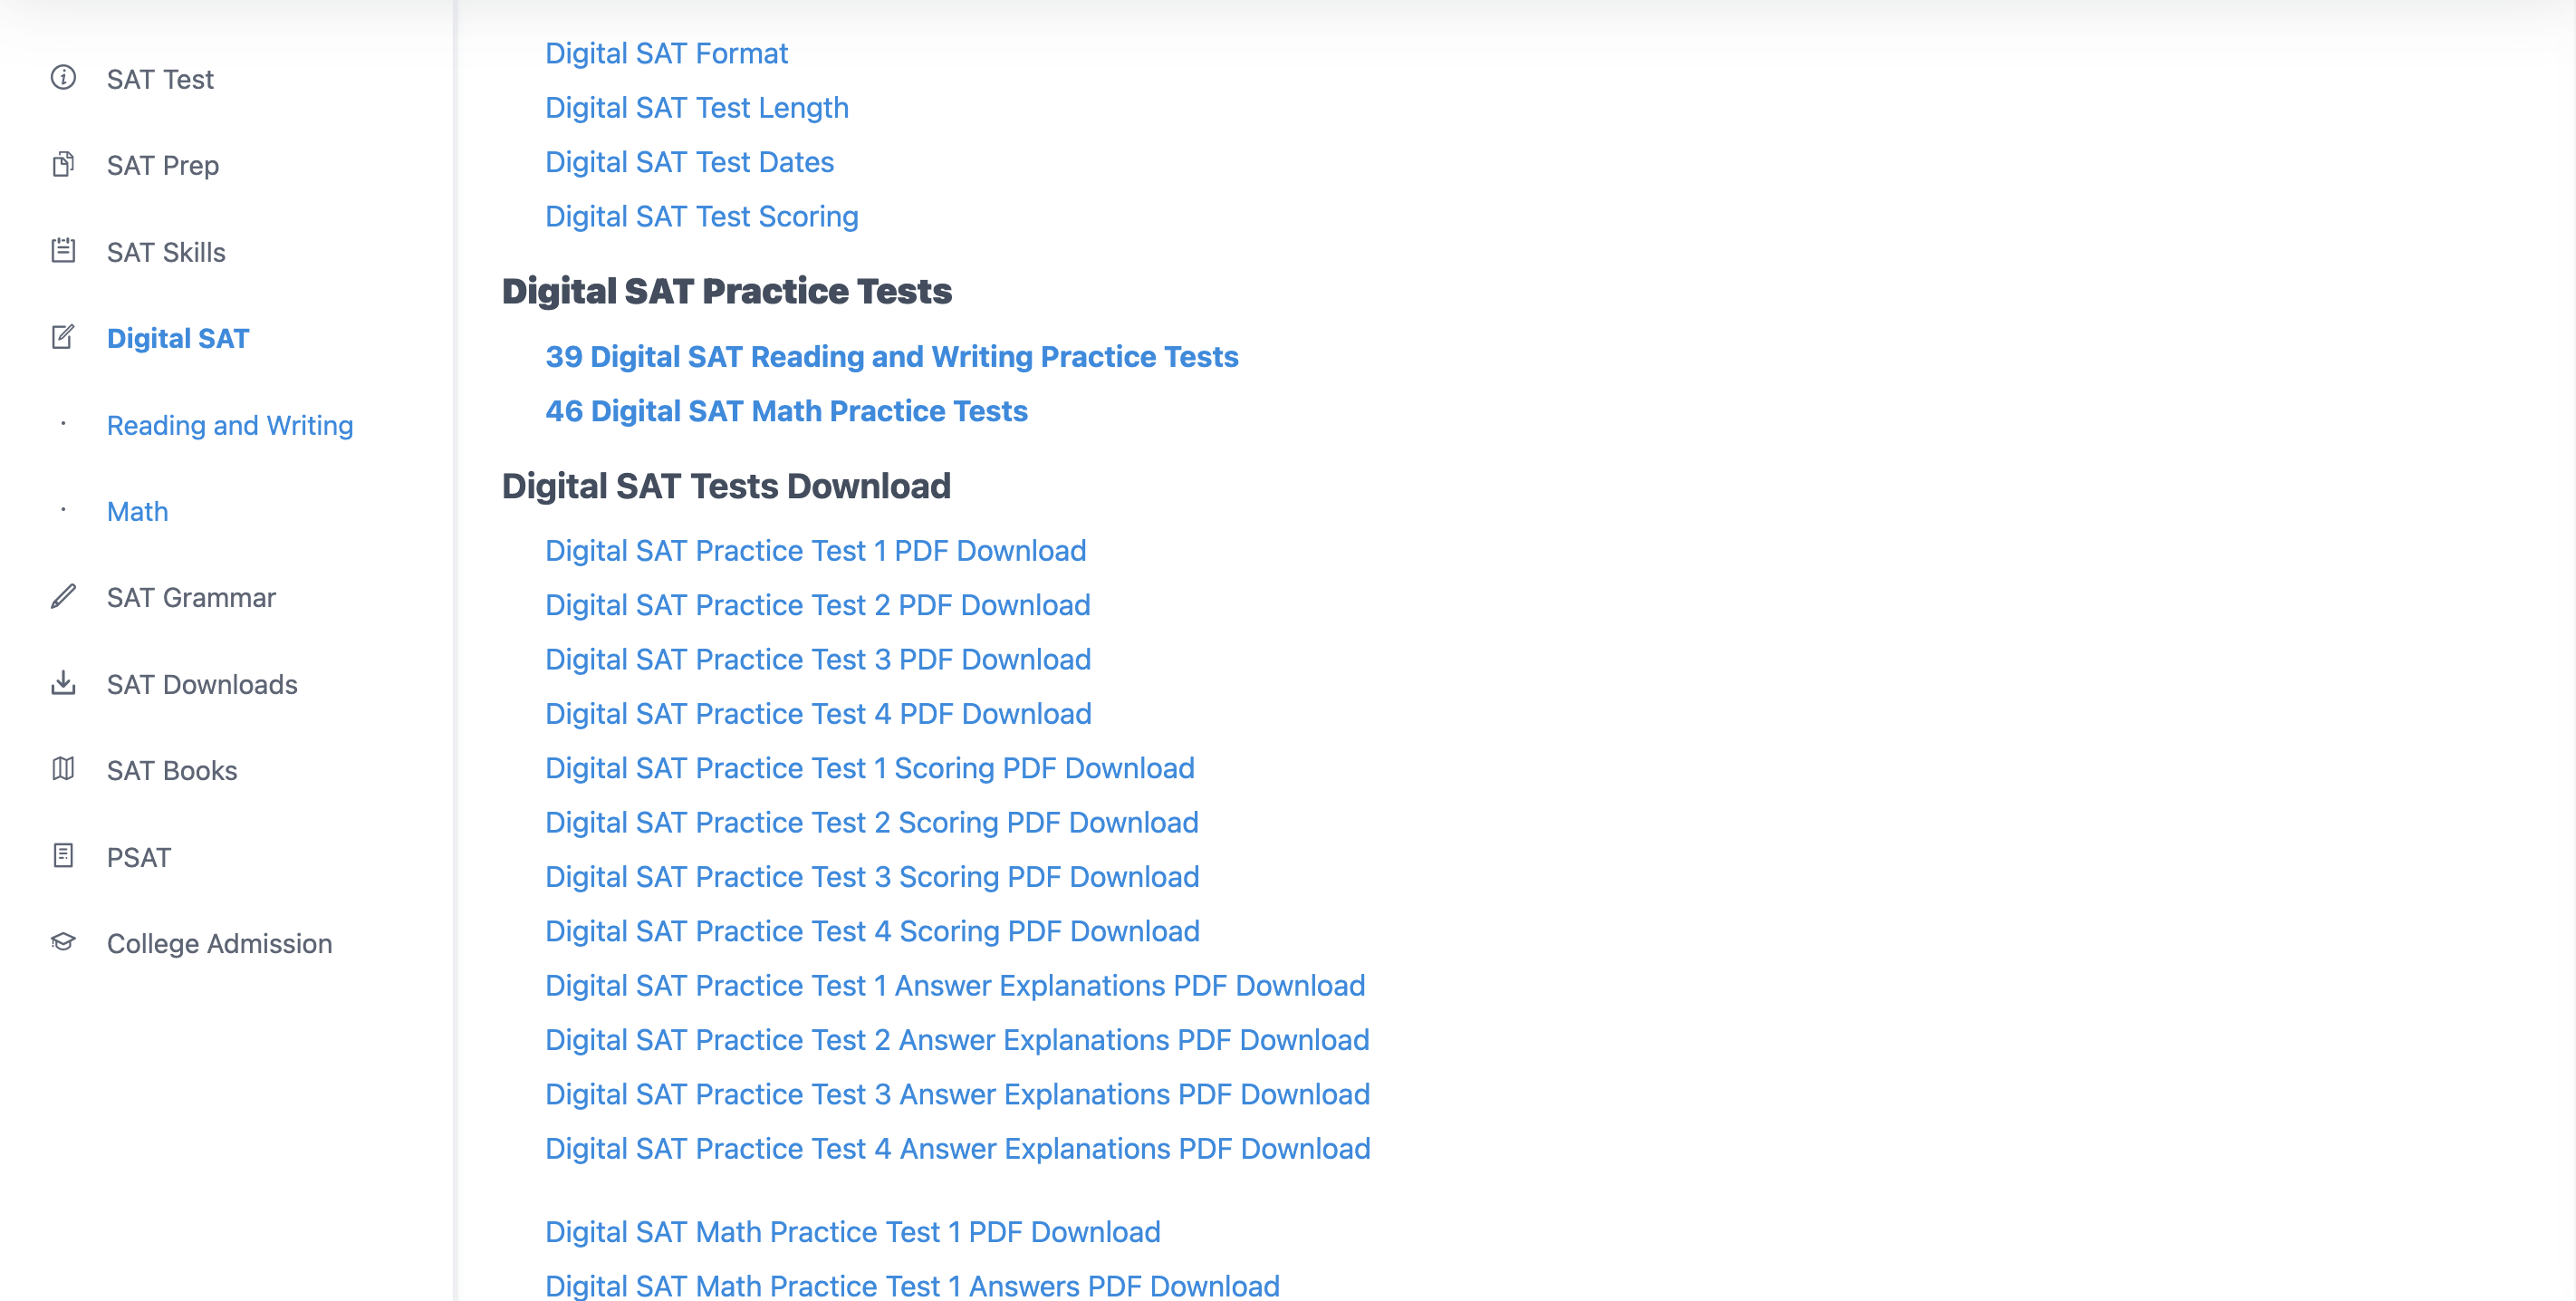 SAT Test
SAT Prep
SAT Skills
Digital SAT
Reading and Writing
Math
SAT Grammar
SAT Downloads
SAT Books
PSAT
College Admission
Digital SAT Format
Digital SAT Test Length
Digital SAT Test Dates
Digital SAT Test Scoring
Digital SAT Practice Tests
39 Digital SAT Reading and Writing Practice Tests
46 Digital SAT Math Practice Tests
Digital SAT Tests Download
Digital SAT Practice Test 1 PDF Download
Digital SAT Practice Test 2 PDF Download
Digital SAT Practice Test 3 PDF Download
Digital SAT Practice Test 4 PDF Download
Digital SAT Practice Test 1 Scoring PDF Download
Digital SAT Practice Test 2 Scoring PDF Download
Digital SAT Practice Test 3 Scoring PDF Download
Digital SAT Practice Test 4 Scoring PDF Download
Digital SAT Practice Test 1 Answer Explanations PDF Download
Digital SAT Practice Test 2 Answer Explanations PDF Download
Digital SAT Practice Test 3 Answer Explanations PDF Download
Digital SAT Practice Test 4 Answer Explanations PDF Download
Digital SAT Math Practice Test 1 PDF Download
Digital SAT Math Practice Test 1 Answers PDF Download